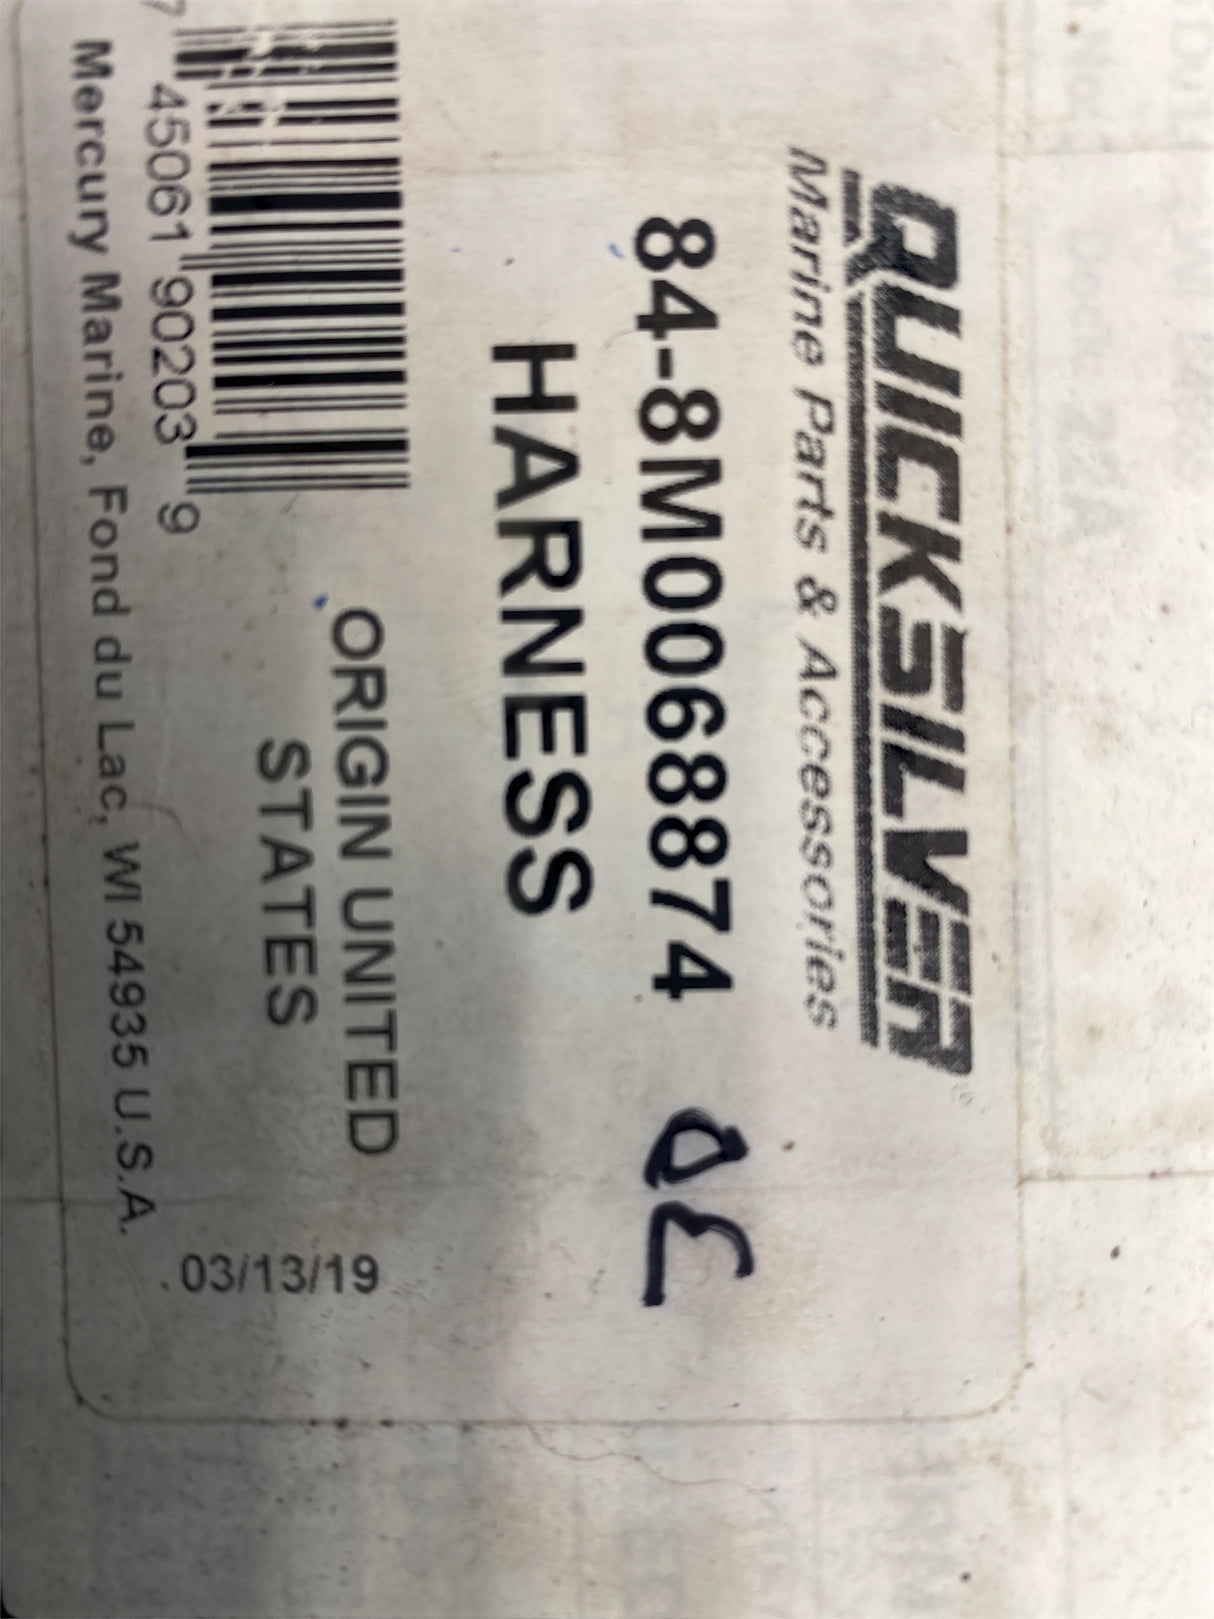 QUICKSILVER®
Marine Parts & Accessories
84-8M0068874
HARNESS
ORIGIN UNITED
STATES
7 45061 90203 9
03/13/19
Mercury Marine, Fond du Lac, WI 54935 U.S.A.